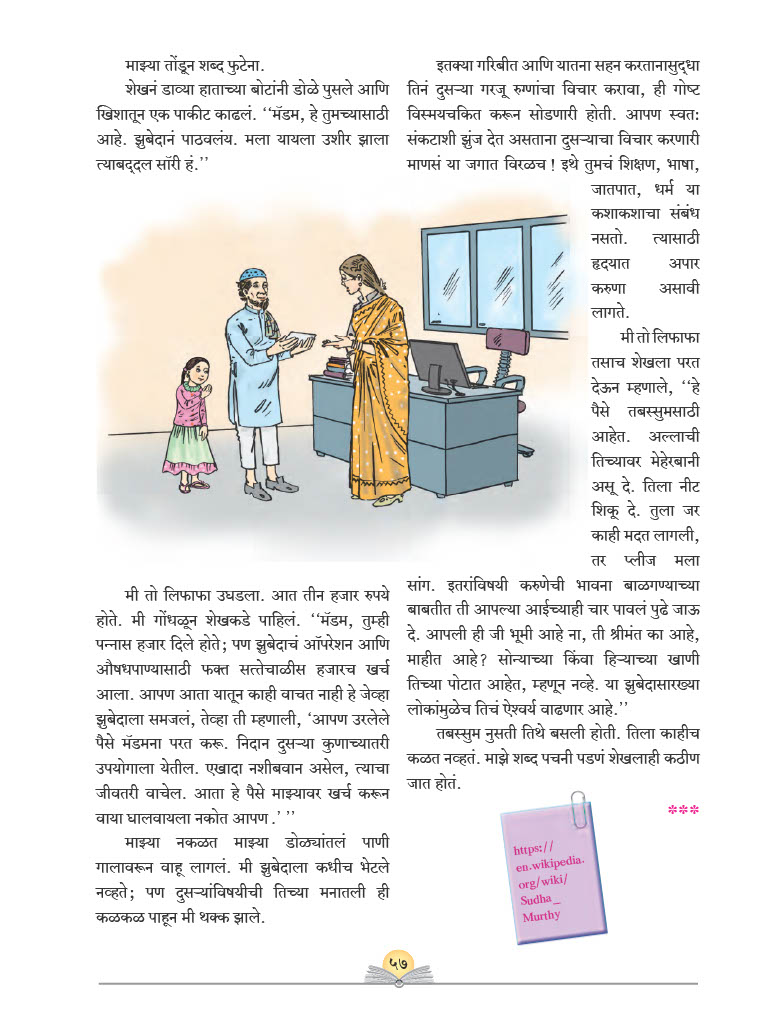 माझ्या तोंडून शब्द फुटेना.
शेखनं डाव्या हाताच्या बोटांनी डोळे पुसले आणि
खिशातून एक पाकीट काढलं. ‘‘मॅडम, हे तुमच्यासाठी
आहे. झुबेदानं पाठवलंय. मला यायला उशीर झाला
त्याबद्दल सॉरी हं.’’
मी तो लिफाफा उघडला. आत तीन हजार रुपये
होते. मी गोंधळून शेखकडे पाहिलं. ‘‘मॅडम, तुम्ही
पन्नास हजार दिले होते; पण झुबेदाचं ऑपरेशन आणि
औषधपाण्यासाठी फक्त सत्तेचाळीस हजारच खर्च
आला. आपण आता यातून काही वाचत नाही हे जेव्हा
झुबेदाला समजलं, तेव्हा ती म्हणाली, ‘आपण उरलेले
पैसे मॅडमना परत करू. निदान दुसऱ्या कुणाच्यातरी
उपयोगाला येतील. एखादा नशीबवान असेल, त्याचा
जीवतरी वाचेल. आता हे पैसे माझ्यावर खर्च करून
वाया घालवायला नकोत आपण.’ ’’
माझ्या नकळत माझ्या डोळ्यांतलं पाणी
गालावरून वाहू लागलं. मी झुबेदाला कधीच भेटले
नव्हते; पण दुसऱ्यांविषयीची तिच्या मनातली ही
कळकळ पाहून मी थक्क झाले.
इतक्या गरिबीत आणि यातना सहन करतानासुद्धा
तिनं दुसऱ्या गरजू रुग्णांचा विचार करावा, ही गोष्ट
विस्मयचकित करून सोडणारी होती. आपण स्वतः
संकटाशी झुंज देत असताना दुसऱ्याचा विचार करणारी
माणसं या जगात विरळच ! इथे तुमचं शिक्षण, भाषा,
जातपात, धर्म या
कशाकशाचा संबंध
नसतो. त्यासाठी
हृदयात अपार
करुणा असावी
लागते.
मी तो लिफाफा
तसाच शेखला परत
देऊन म्हणाले, ‘‘हे
पैसे तबस्सुमसाठी
आहेत. अल्लाची
तिच्यावर मेहेरबानी
असू दे. तिला नीट
शिकू दे. तुला जर
काही मदत लागली,
तर प्लीज मला
सांग. इतरांविषयी करुणेची भावना बाळगण्याच्या
बाबतीत ती आपल्या आईच्याही चार पावलं पुढे जाऊ
दे. आपली ही जी भूमी आहे ना, ती श्रीमंत का आहे,
माहीत आहे? सोन्याच्या किंवा हिऱ्याच्या खाणी
तिच्या पोटात आहेत, म्हणून नव्हे. या झुबेदासारख्या
लोकांमुळेच तिचं ऐश्वर्य वाढणार आहे.’’
तबस्सुम नुसती तिथे बसली होती. तिला काहीच
कळत नव्हतं. माझे शब्द पचनी पडणं शेखलाही कठीण
जात होतं.
***
https://
en.wikipedia.
org/wiki/
Sudha_
Murthy
५७